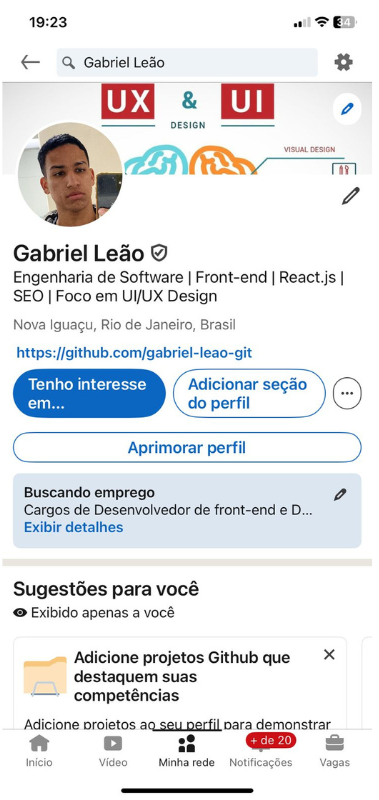 19:23
34
Gabriel Leão
UX & UI
DESIGN
VISUAL DESIGN
Gabriel Leão
Engenharia de Software | Front-end | React.js |
SEO | Foco em UI/UX Design
Nova Iguaçu, Rio de Janeiro, Brasil
https://github.com/gabriel-leao-git
Tenho interesse
em...
Adicionar seção
do perfil
Aprimorar perfil
Buscando emprego
Cargos de Desenvolvedor de front-end e D...
Exibir detalhes
Sugestões para você
Exibido apenas a você
Adicione projetos Github que
destaquem suas
competências
Adicione projetos ao seu perfil para demonstrar
+ de 20
Início
Vídeo
Minha rede
Notificações
Vagas